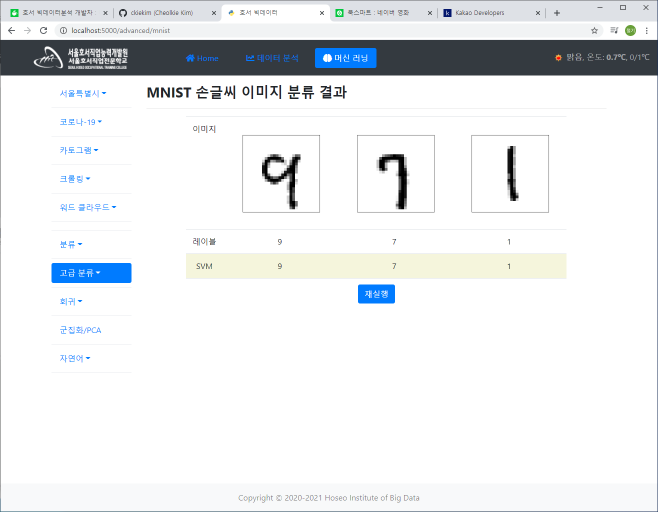 호서 빅데이터분석 개발자
ckiekim (Cheolkie Kim)
호서 빅데이터
북스마트 : 네이버 영화
Kakao Developers
localhost:5000/advanced/mnist
서울호서직업능력개발원
서울호서직업전문학교
Home
데이터 분석
머신 러닝
맑음, 온도: 0.7℃, 0/1℃
서울특별시
코로나-19
카토그램
크롤링
워드 클라우드
분류
고급 분류
회귀
군집화/PCA
자연어
MNIST 손글씨 이미지 분류 결과
이미지
9 7 1
레이블 9 7 1
SVM 9 7 1
재실행
Copyright © 2020-2021 Hoseo Institute of Big Data